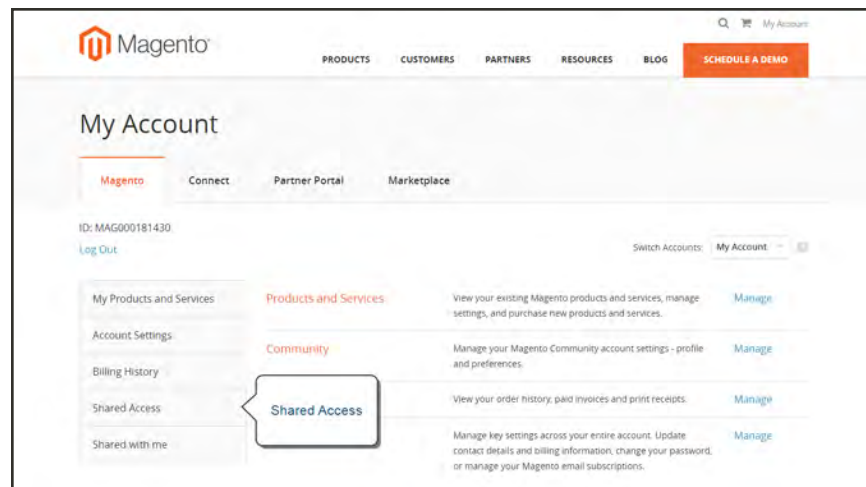 My Account
Magento
PRODUCTS CUSTOMERS PARTNERS RESOURCES BLOG SCHEDULE A DEMO
My Account
Magento Connect Partner Portal Marketplace
ID: MAG000181430
Log Out
Switch Accounts: My Account
My Products and Services
Account Settings
Billing History
Shared Access
Shared with me
Products and Services
View your existing Magento products and services, manage
settings, and purchase new products and services.
Manage
Community
Manage your Magento Community account settings - profile
and preferences.
Manage
Shared Access
View your order history, paid invoices and print receipts.
Manage
Manage key settings across your entire account. Update
contact details and billing information, change your password,
or manage your Magento email subscriptions.
Manage